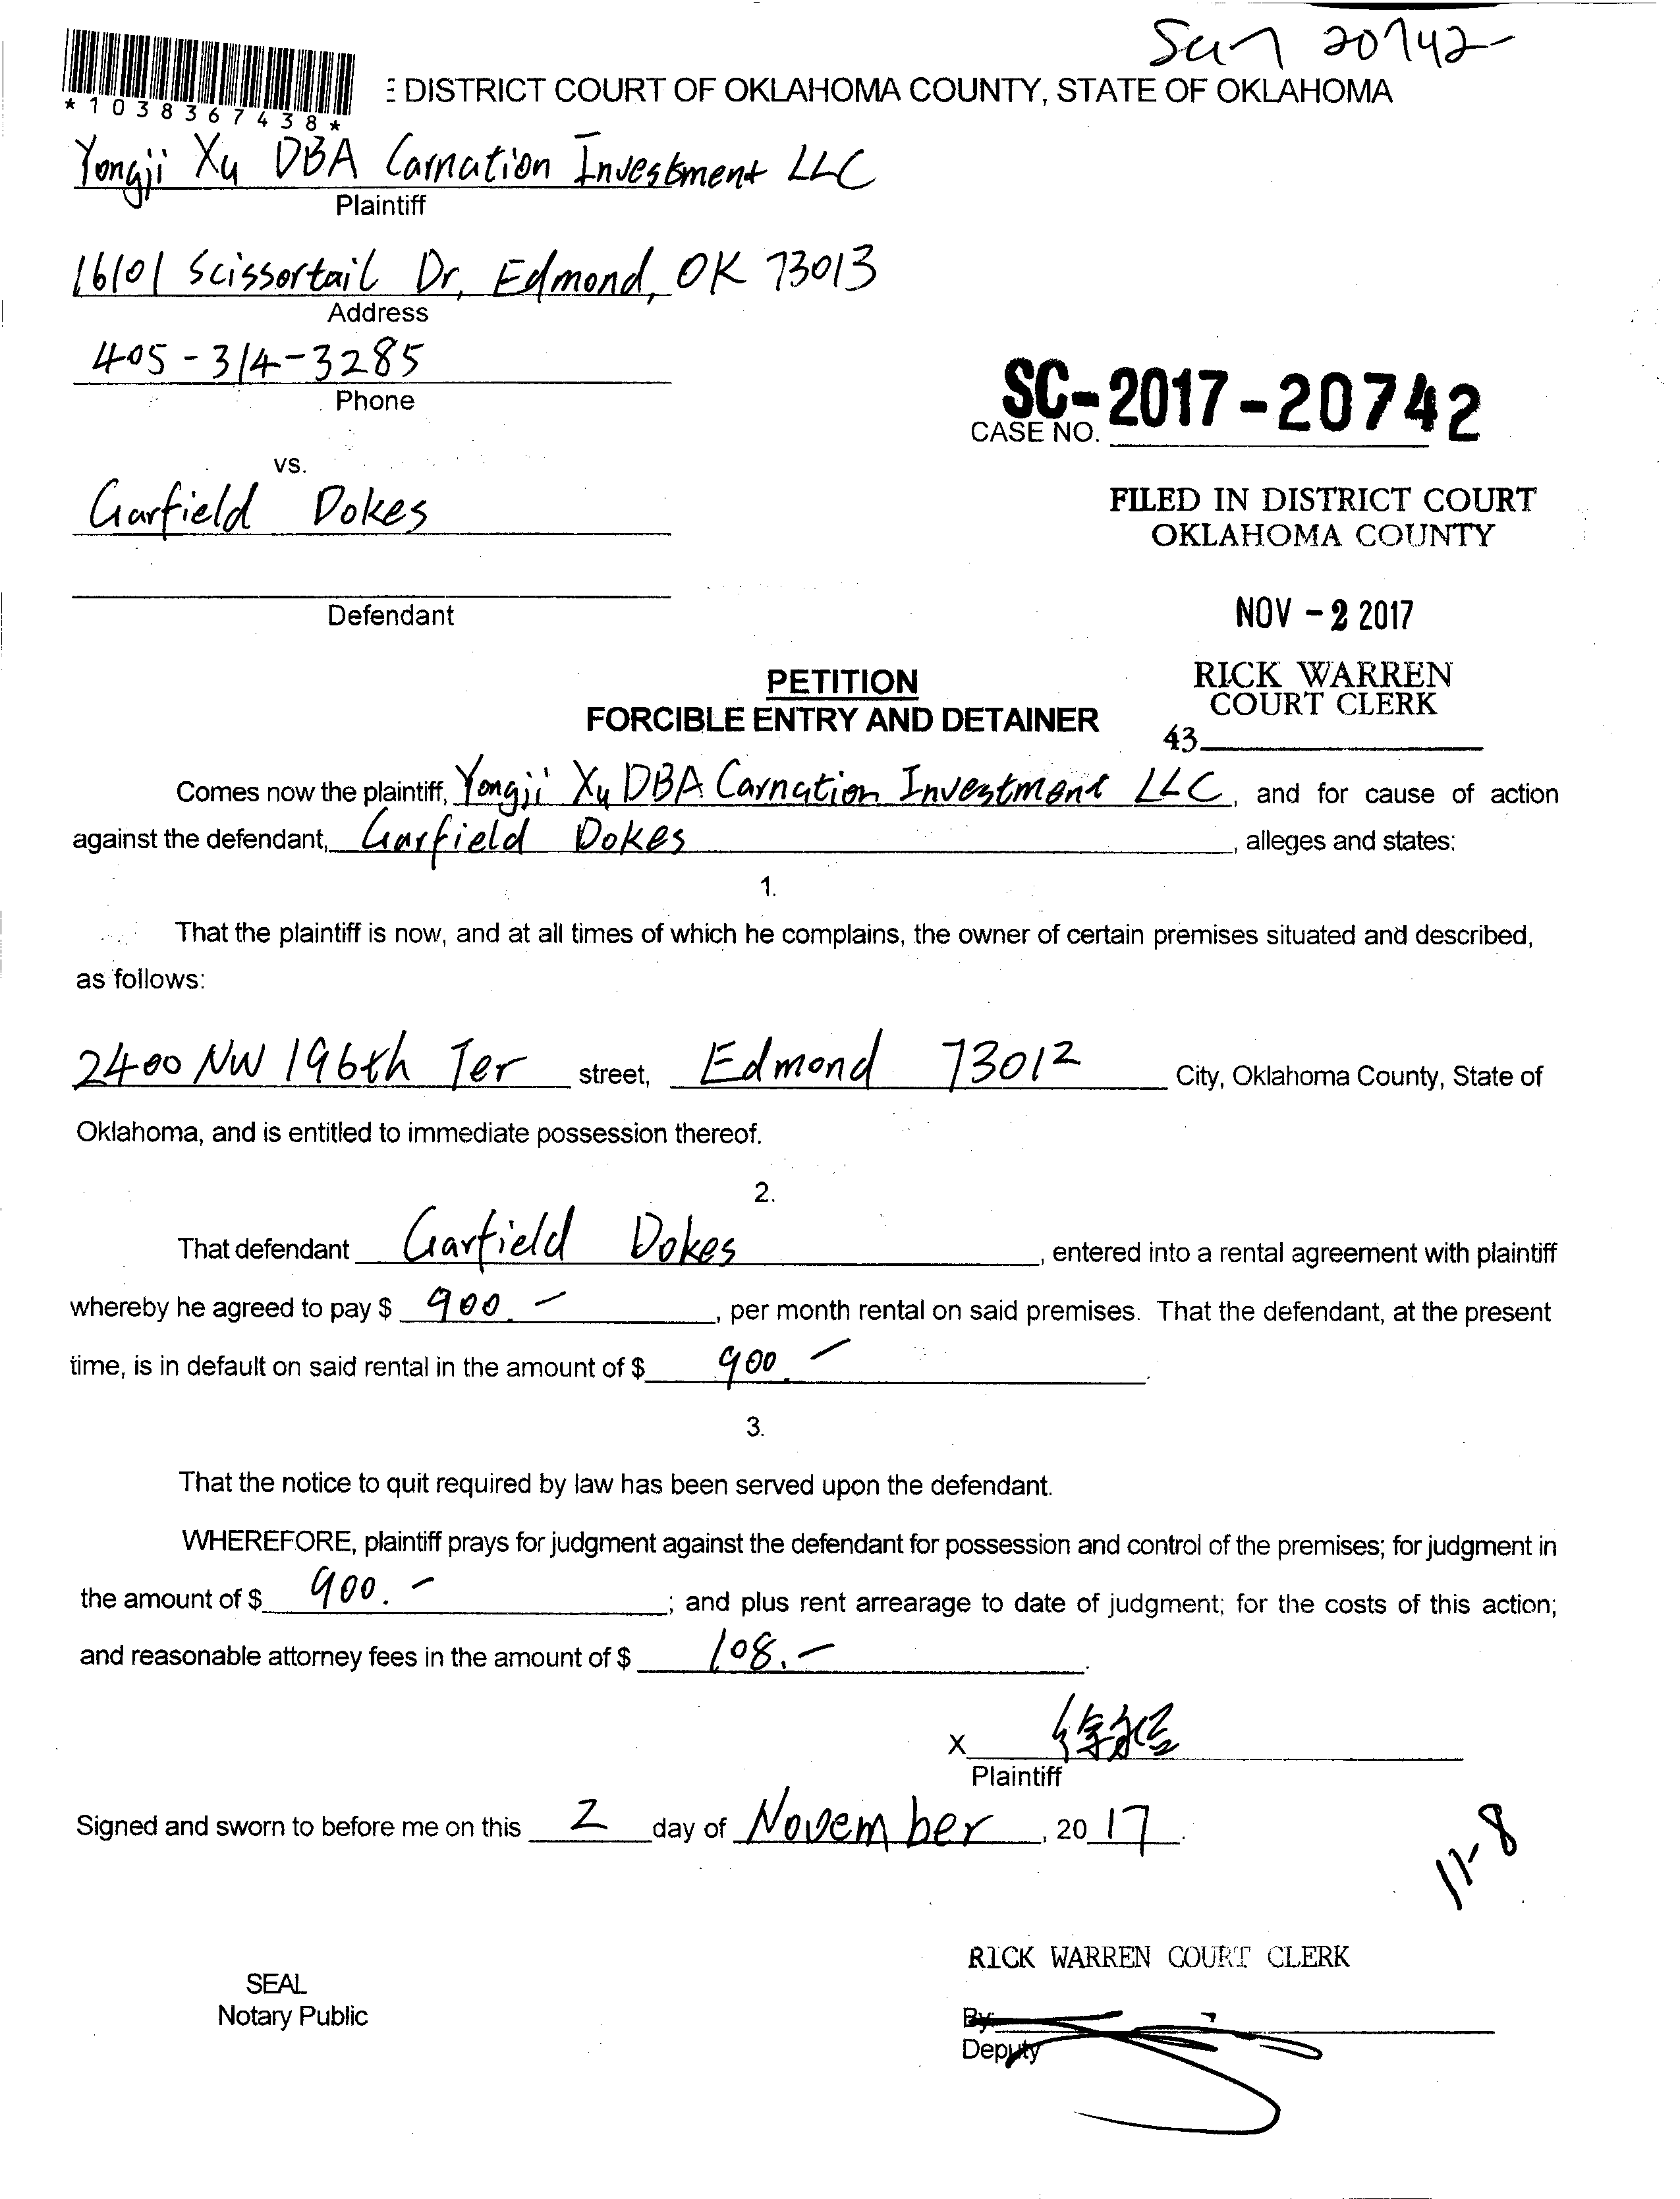 Sc17 20742
*1038367438*
DISTRICT COURT OF OKLAHOMA COUNTY, STATE OF OKLAHOMA
Yongji Xu DBA Carnation Investment LLC
Plaintiff
16101 Scissortail Dr, Edmond, OK 73013
Address
405-314-3285
Phone
SC-2017-20742
CASE NO.
vs.
Garfield Dokes
FILED IN DISTRICT COURT
OKLAHOMA COUNTY
Defendant
NOV - 2 2017
PETITION
FORCIBLE ENTRY AND DETAINER
RICK WARREN
COURT CLERK
43
Comes now the plaintiff, Yongji Xu DBA Carnation Investment LLC, and for cause of action
against the defendant, Garfield Dokes, alleges and states:
1.
That the plaintiff is now, and at all times of which he complains, the owner of certain premises situated and described,
as follows:
2400 NW 196th Ter street, Edmond 73012 City, Oklahoma County, State of
Oklahoma, and is entitled to immediate possession thereof.
2.
That defendant Garfield Dokes, entered into a rental agreement with plaintiff
whereby he agreed to pay $ 900.-, per month rental on said premises. That the defendant, at the present
time, is in default on said rental in the amount of $ 900.-.
3.
That the notice to quit required by law has been served upon the defendant.
WHEREFORE, plaintiff prays for judgment against the defendant for possession and control of the premises; for judgment in
the amount of $ 900.-; and plus rent arrearage to date of judgment; for the costs of this action;
and reasonable attorney fees in the amount of $ 108.-.
X
Plaintiff
Signed and sworn to before me on this 2 day of November, 2017.
11-8
RICK WARREN COURT CLERK
SEAL
Notary Public
By:
Deputy